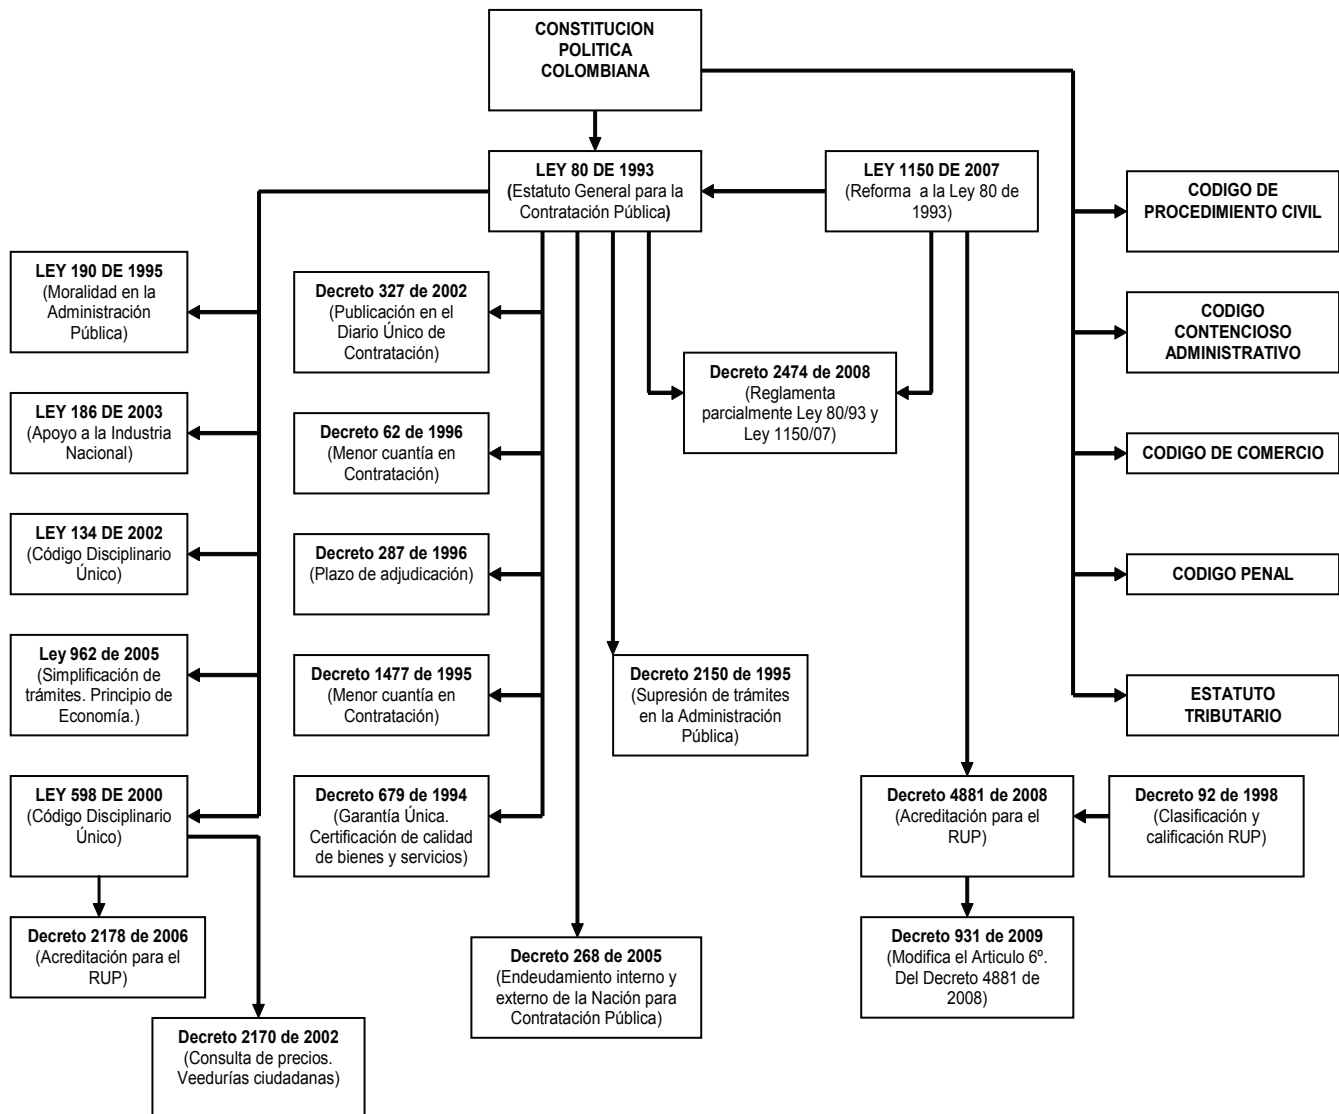 CONSTITUCION
POLITICA
COLOMBIANA
LEY 80 DE 1993
(Estatuto General para la
Contratación Pública)
LEY 1150 DE 2007
(Reforma a la Ley 80 de
1993)
CODIGO DE
PROCEDIMIENTO CIVIL
LEY 190 DE 1995
(Moralidad en la
Administración
Pública)
Decreto 327 de 2002
(Publicación en el
Diario Único de
Contratación)
CODIGO
CONTENCIOSO
ADMINISTRATIVO
Decreto 2474 de 2008
(Reglamenta
parcialmente Ley 80/93 y
Ley 1150/07)
LEY 186 DE 2003
(Apoyo a la Industria
Nacional)
Decreto 62 de 1996
(Menor cuantía en
Contratación)
CODIGO DE COMERCIO
LEY 134 DE 2002
(Código Disciplinario
Único)
Decreto 287 de 1996
(Plazo de adjudicación)
CODIGO PENAL
Ley 962 de 2005
(Simplificación de
trámites. Principio de
Economía.)
Decreto 1477 de 1995
(Menor cuantía en
Contratación)
Decreto 2150 de 1995
(Supresión de trámites
en la Administración
Pública)
ESTATUTO
TRIBUTARIO
LEY 598 DE 2000
(Código Disciplinario
Único)
Decreto 679 de 1994
(Garantía Única.
Certificación de calidad
de bienes y servicios)
Decreto 4881 de 2008
(Acreditación para el
RUP)
Decreto 92 de 1998
(Clasificación y
calificación RUP)
Decreto 2178 de 2006
(Acreditación para el
RUP)
Decreto 268 de 2005
(Endeudamiento interno y
externo de la Nación para
Contratación Pública)
Decreto 931 de 2009
(Modifica el Articulo 6º.
Del Decreto 4881 de
2008)
Decreto 2170 de 2002
(Consulta de precios.
Veedurías ciudadanas)